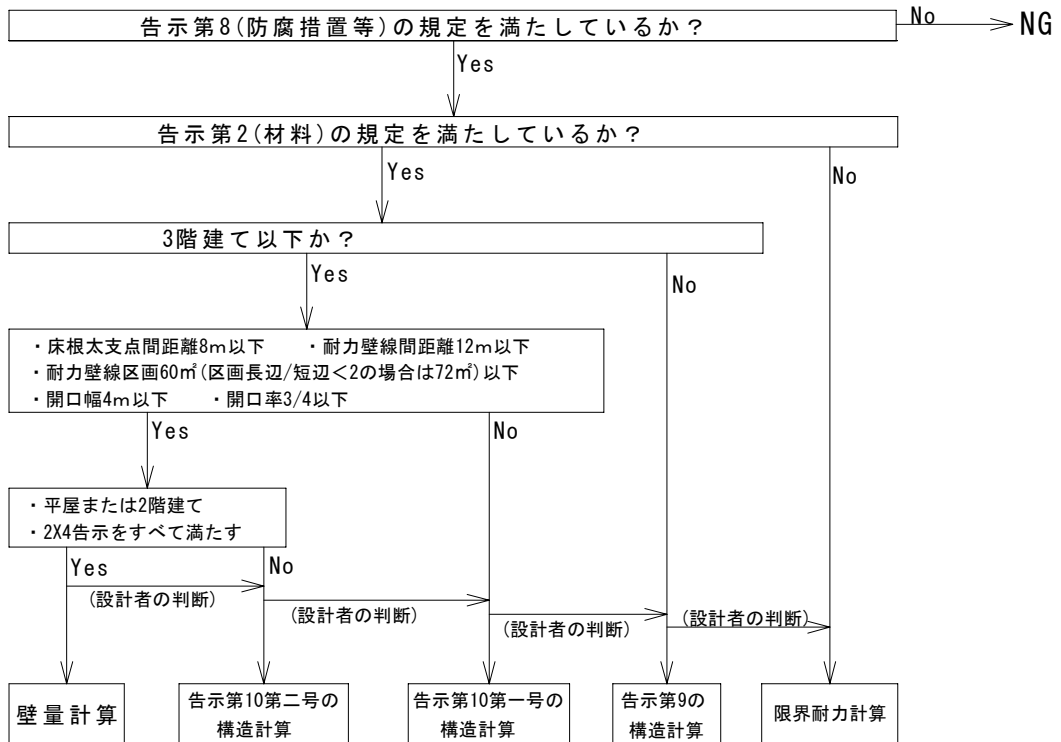 告示第8(防腐措置等)の規定を満たしているか？
No
NG
Yes
告示第2(材料)の規定を満たしているか？
Yes
No
3階建て以下か？
Yes
No
・床根太支点間距離8m以下　　・耐力壁線間距離12m以下
・耐力壁線区画60㎡(区画長辺/短辺<2の場合は72㎡)以下
・開口幅4m以下　　・開口率3/4以下
Yes
No
・平屋または2階建て
・2X4告示をすべて満たす
Yes
No
(設計者の判断)
(設計者の判断)
(設計者の判断)
(設計者の判断)
壁量計算
告示第10第二号の
構造計算
告示第10第一号の
構造計算
告示第9の
構造計算
限界耐力計算